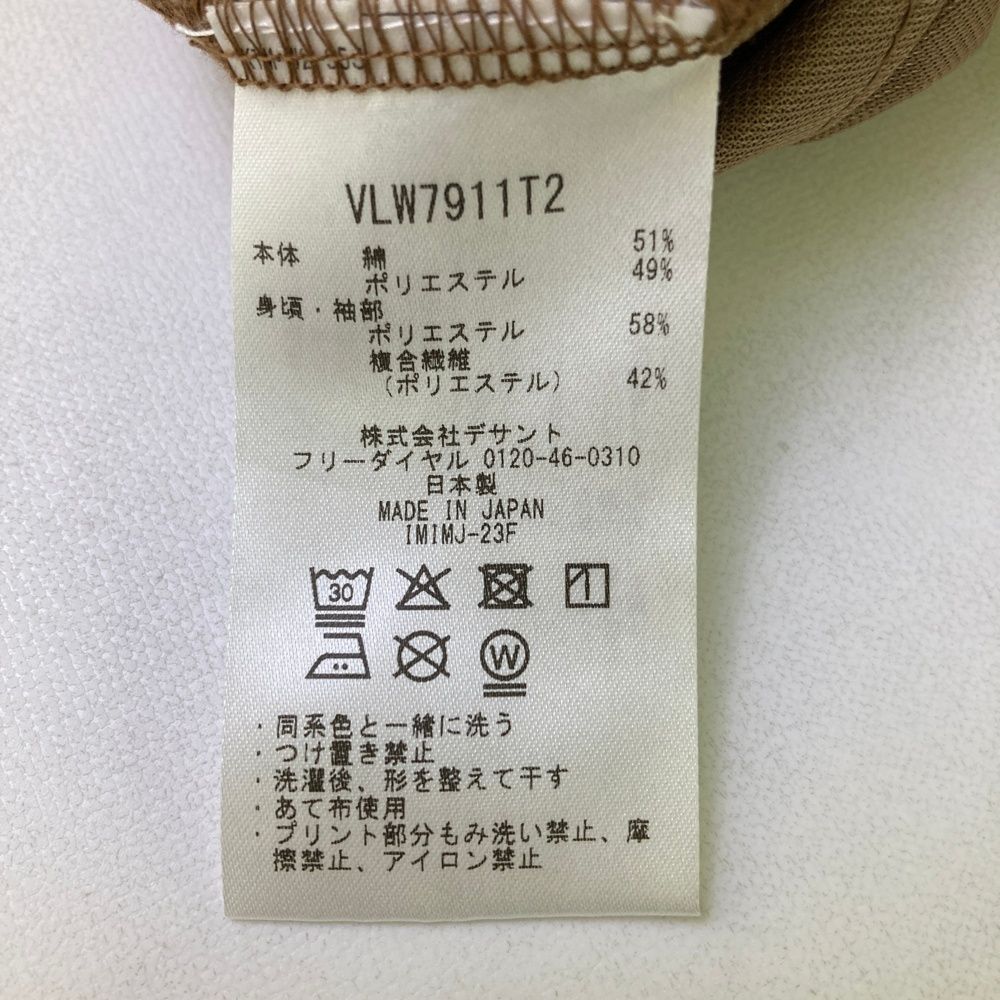 VLW7911T2
本体 綿 51%
ポリエステル 49%
身頃・袖部
ポリエステル 58%
複合繊維
(ポリエステル) 42%
株式会社デサント
フリーダイヤル 0120-46-0310
日本製
MADE IN JAPAN
IMIMJ-23F
30
W
・同系色と一緒に洗う
・つけ置き禁止
・洗濯後、形を整えて干す
・あて布使用
・プリント部分もみ洗い禁止、摩
擦禁止、アイロン禁止